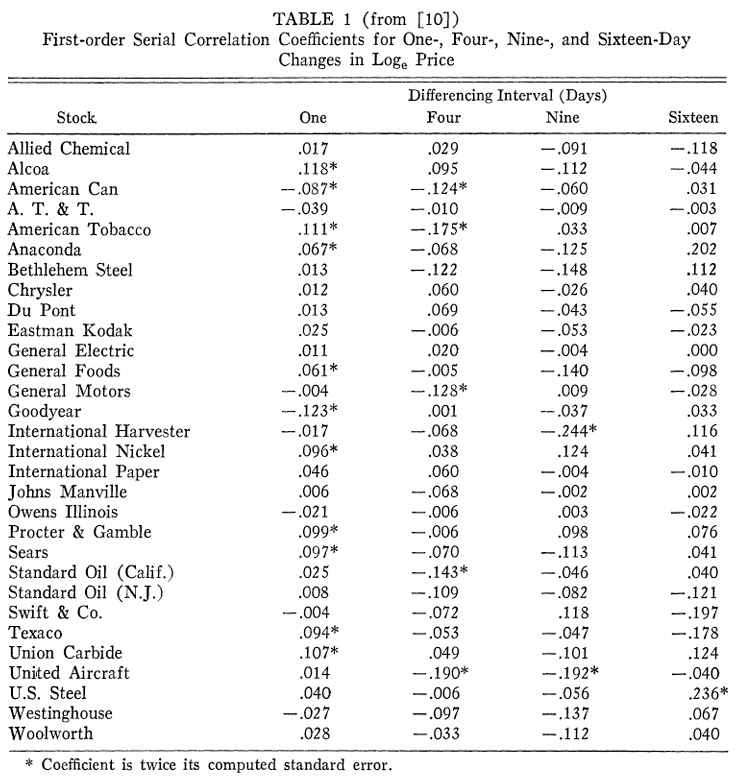 TABLE 1 (from [10])
First-order Serial Correlation Coefficients for One-, Four-, Nine-, and Sixteen-Day
Changes in Logₑ Price
Differencing Interval (Days)
Stock One Four Nine Sixteen
Allied Chemical .017 .029 —.091 —.118
Alcoa .118* .095 —.112 —.044
American Can —.087* —.124* —.060 .031
A. T. & T. —.039 —.010 —.009 —.003
American Tobacco .111* —.175* .033 .007
Anaconda .067* —.068 —.125 .202
Bethlehem Steel .013 —.122 —.148 .112
Chrysler .012 .060 —.026 .040
Du Pont .013 .069 —.043 —.055
Eastman Kodak .025 —.006 —.053 —.023
General Electric .011 .020 —.004 .000
General Foods .061* —.005 —.140 —.098
General Motors —.004 —.128* .009 —.028
Goodyear —.123* .001 —.037 .033
International Harvester —.017 —.068 —.244* .116
International Nickel .096* .038 .124 .041
International Paper .046 .060 —.004 —.010
Johns Manville .006 —.068 —.002 .002
Owens Illinois —.021 —.006 .003 —.022
Procter & Gamble .099* —.006 .098 .076
Sears .097* —.070 —.113 .041
Standard Oil (Calif.) .025 —.143* —.046 .040
Standard Oil (N.J.) .008 —.109 —.082 —.121
Swift & Co. —.004 —.072 .118 —.197
Texaco .094* —.053 —.047 —.178
Union Carbide .107* .049 —.101 .124
United Aircraft .014 —.190* —.192* —.040
U.S. Steel .040 —.006 —.056 .236*
Westinghouse —.027 —.097 —.137 .067
Woolworth .028 —.033 —.112 .040
* Coefficient is twice its computed standard error.